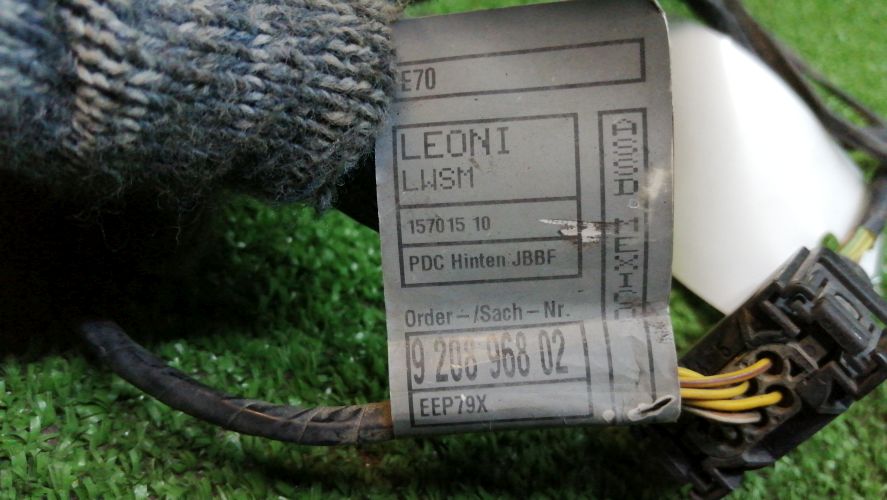 E70
LEONI
LWSM
157015 10
PDC Hinten JBBF
Order-/Sach-Nr.
9 208 968 02
EEP79X
ASSD MEXICO